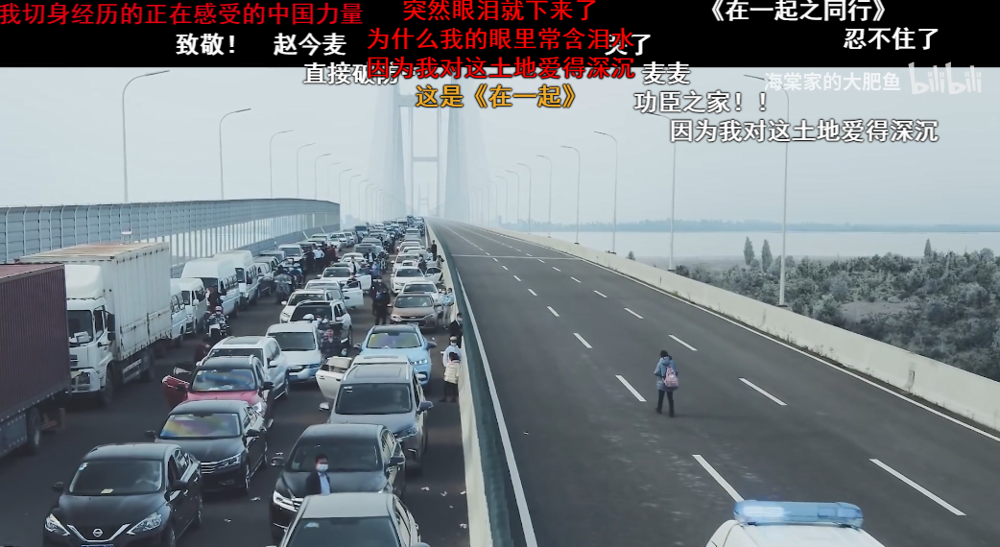 我切身经历的正在感受的中国力量
突然眼泪就下来了
《在一起之同行》
致敬！
赵今麦
为什么我的眼里常含泪水
哭了
忍不住了
直接破防
因为我对这土地爱得深沉
麦麦
海棠家的大肥鱼
bilibili
这是《在一起》
功臣之家！！
因为我对这土地爱得深沉